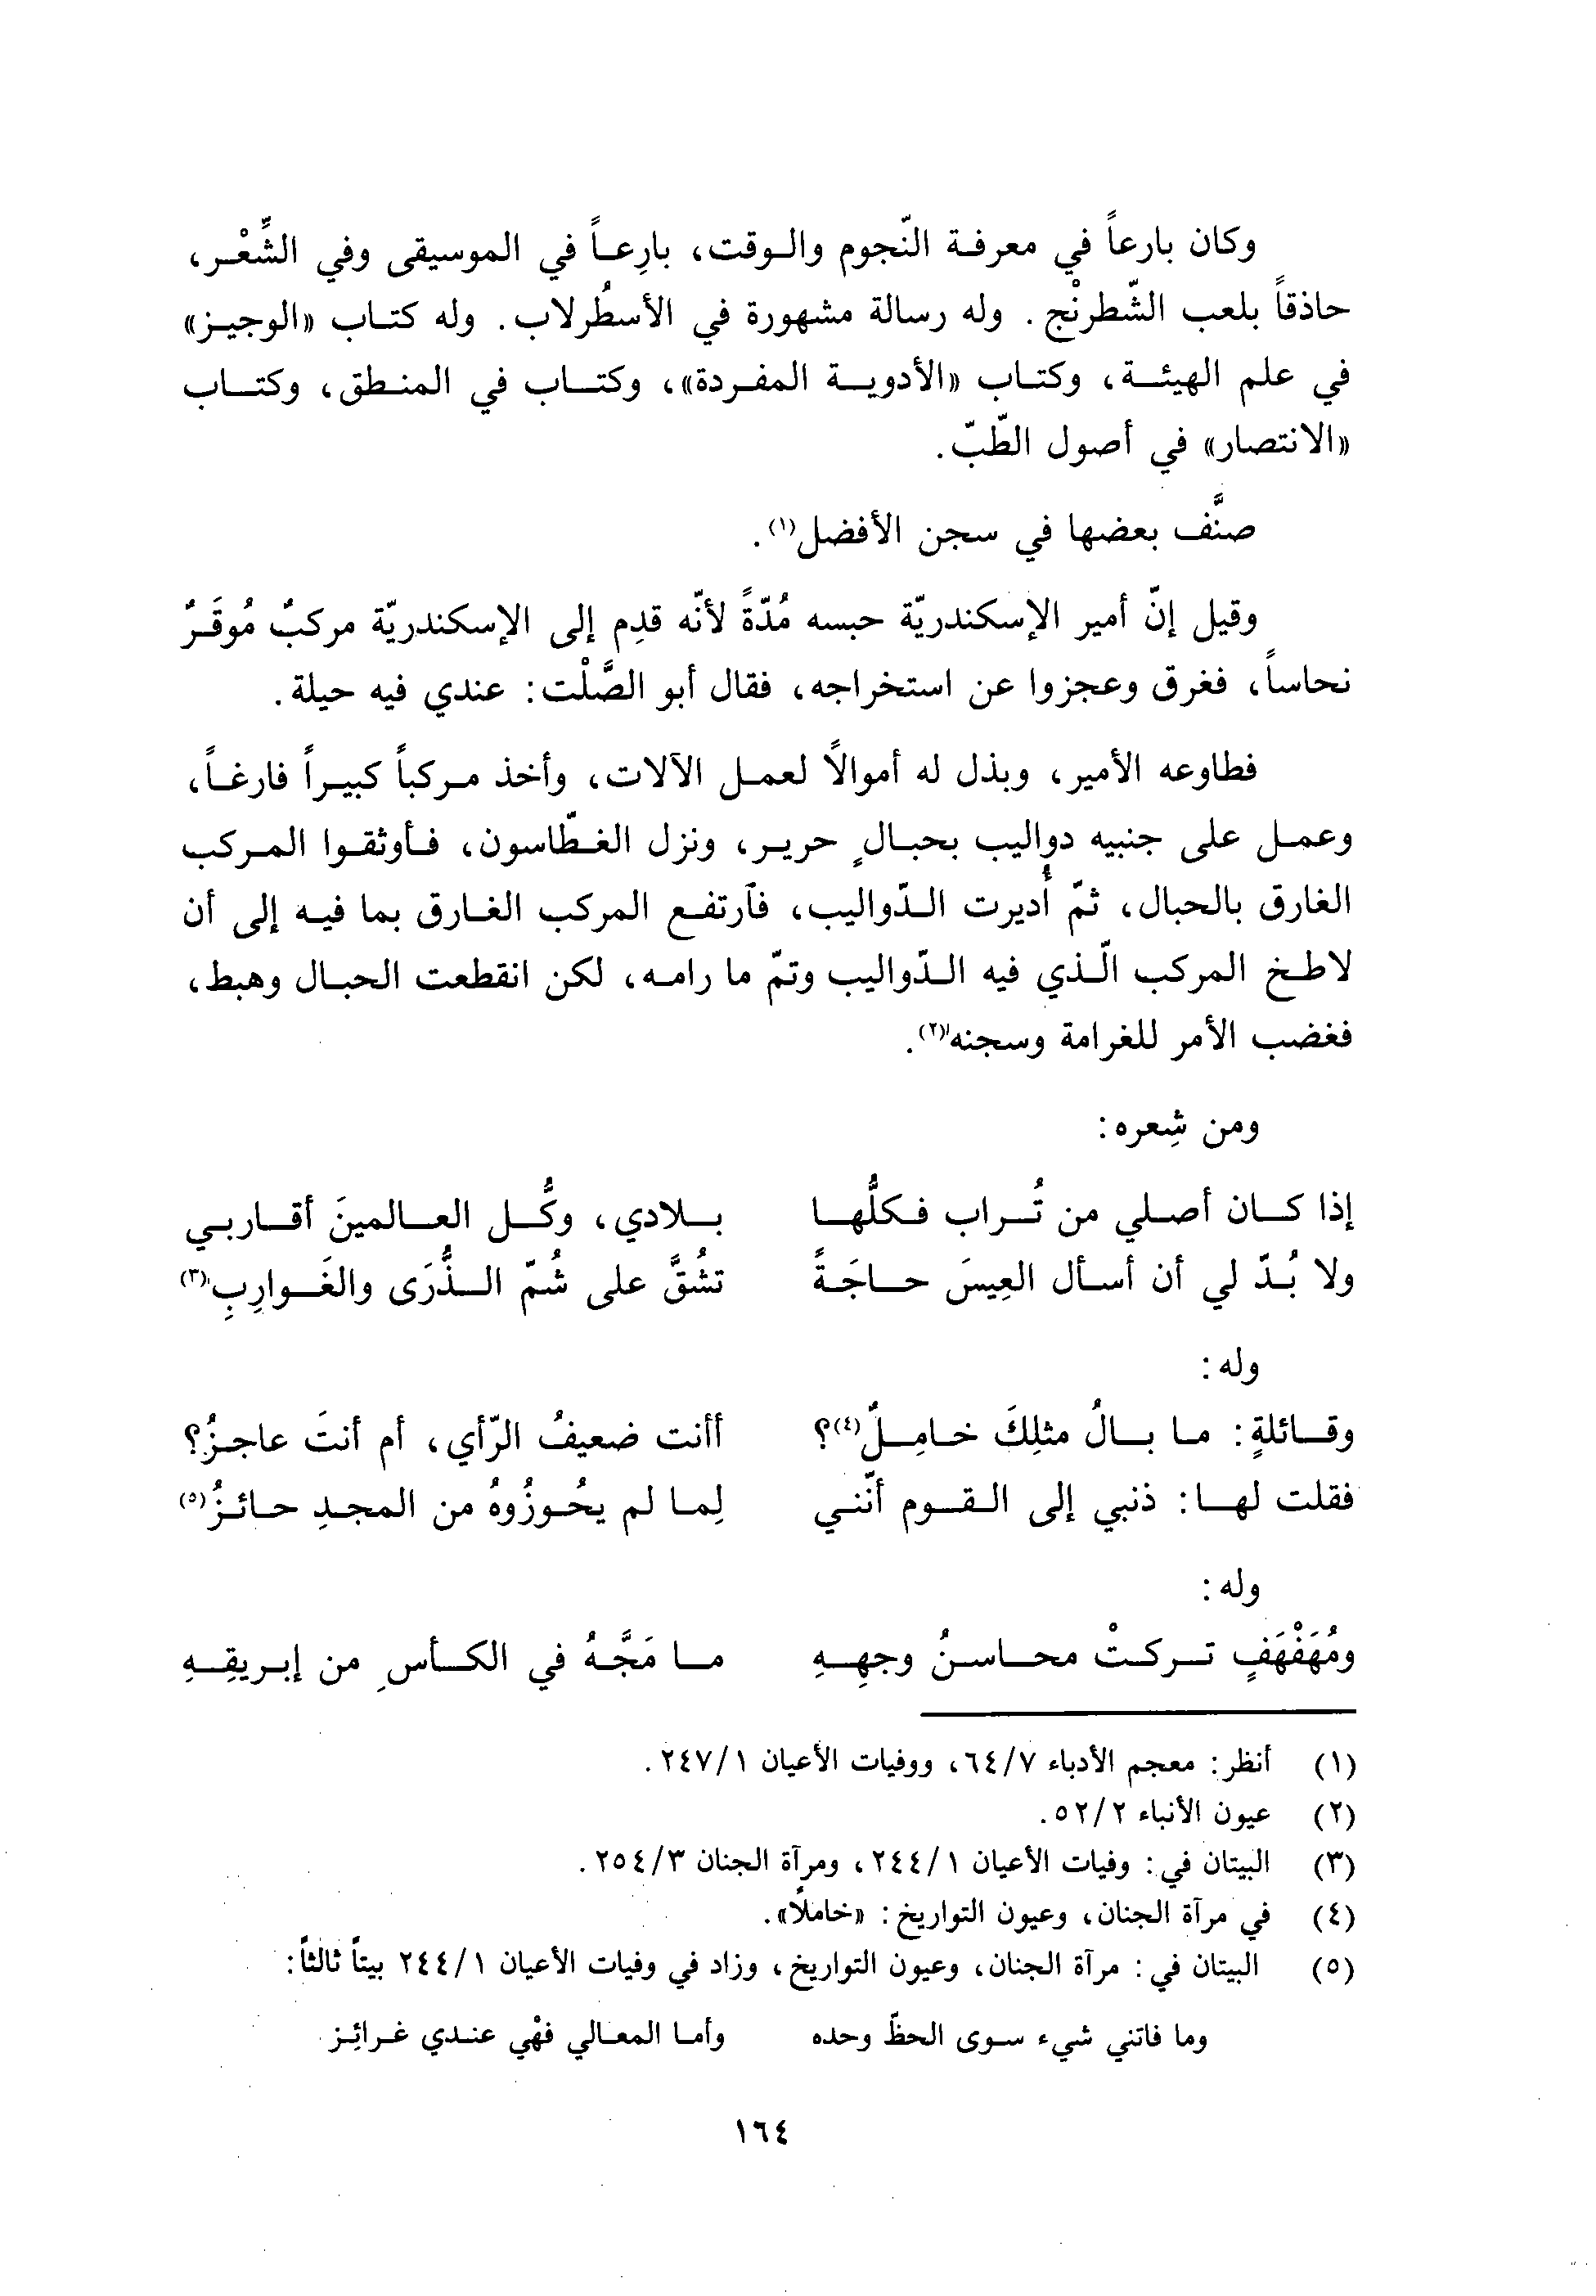 وكان بارعاً في معرفة النّجوم والوقت، بارِعاً في الموسيقى وفي الشِّعْر،
حاذقاً بلعب الشّطرنْج. وله رسالة مشهورة في الأسطُرلاب. وله كتاب «الوجيز»
في علم الهيئة، وكتاب «الأدوية المفردة»، وكتاب في المنطق، وكتاب
«الانتصار» في أصول الطّبّ.
صنَّف بعضها في سجن الأفضل(١).
وقيل إنّ أمير الإسكندريّة حبسه مُدّةً لأنّه قدِم إلى الإسكندريّة مركبٌ مُوقَرٌ
نحاساً، فغرق وعجزوا عن استخراجه، فقال أبو الصَّلْت: عندي فيه حيلة.
فطاوعه الأمير، وبذل له أموالاً لعمل الآلات، وأخذ مركباً كبيراً فارغاً،
وعمل على جنبيه دواليب بحبالٍ حرير، ونزل الغطّاسون، فأوثقوا المركب
الغارق بالحبال، ثمّ أُديرت الدّواليب، فآرتفع المركب الغارق بما فيه إلى أن
لاطخ المركب الّذي فيه الدّواليب وتمّ ما رامه، لكن انقطعت الحبال وهبط،
فغضب الأمر للغرامة وسجنه(٢).
ومن شِعره:
إذا كان أصلي من تُراب فكلُّها بلادي، وكُّل العالمينَ أقاربي
ولا بُدّ لي أن أسأل العِيسَ حاجَةً تشُقَّ على شُمّ الذُّرَى والغَوارِبِ(٣)
وله:
وقائلةٍ: ما بالُ مثلِكَ خامِلٌ(٤)؟ أأنت ضعيفُ الرّأي، أم أنتَ عاجزُ؟
فقلت لها: ذنبي إلى القوم أنّني لِما لم يحُوزُوهُ من المجدِ حائزُ(٥)
وله:
ومُهَفْهَفٍ تركتْ محاسنُ وجهِهِ ما مَجَّهُ في الكأسِ من إبريقِهِ
(١) أنظر: معجم الأدباء ٦٤/٧، ووفيات الأعيان ٢٤٧/١.
(٢) عيون الأنباء ٥٢/٢.
(٣) البيتان في: وفيات الأعيان ٢٤٤/١، ومرآة الجنان ٢٥٤/٣.
(٤) في مرآة الجنان، وعيون التواريخ: «خاملاً».
(٥) البيتان في: مرآة الجنان، وعيون التواريخ، وزاد في وفيات الأعيان ٢٤٤/١ بيتاً ثالثاً:
وما فاتني شيء سوى الحظّ وحده وأما المعالي فهْي عندي غرائِز
١٦٤